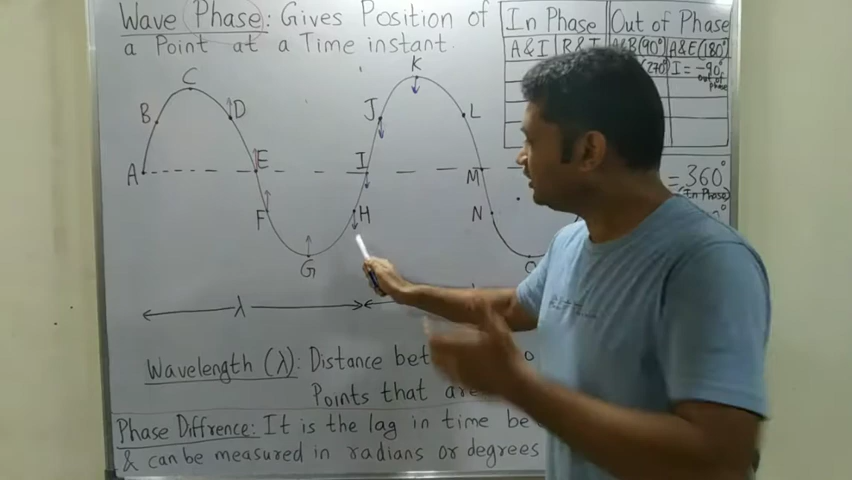 Wave Phase: Gives Position of
a Point at a Time instant.
In Phase Out of Phase
A&I B&J A&B(90° A&E(180°
(270° I = -90°
out of
phase
K
C
B D J L
A E I M
= 360°
(In Phase)
F H N
G
λ
Wavelength (λ): Distance bet
Points that are
Phase Diffrence: It is the lag in time be
& can be measured in radians or degrees